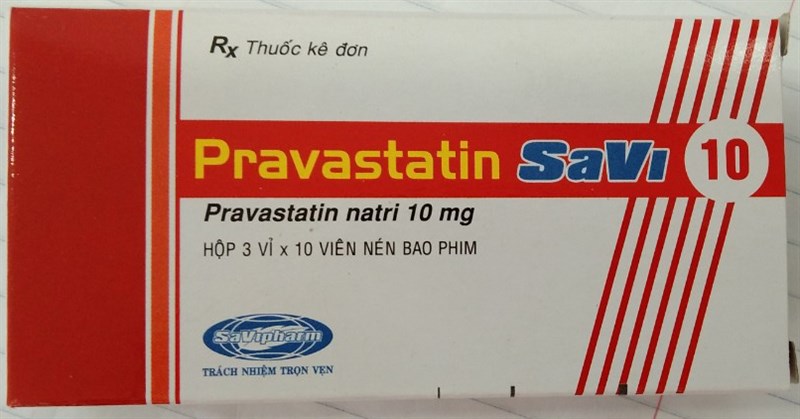 Rx Thuốc kê đơn
Pravastatin SaVi 10
Pravastatin natri 10 mg
HỘP 3 VỈ x 10 VIÊN NÉN BAO PHIM
SaVipharm
TRÁCH NHIỆM TRỌN VẸN